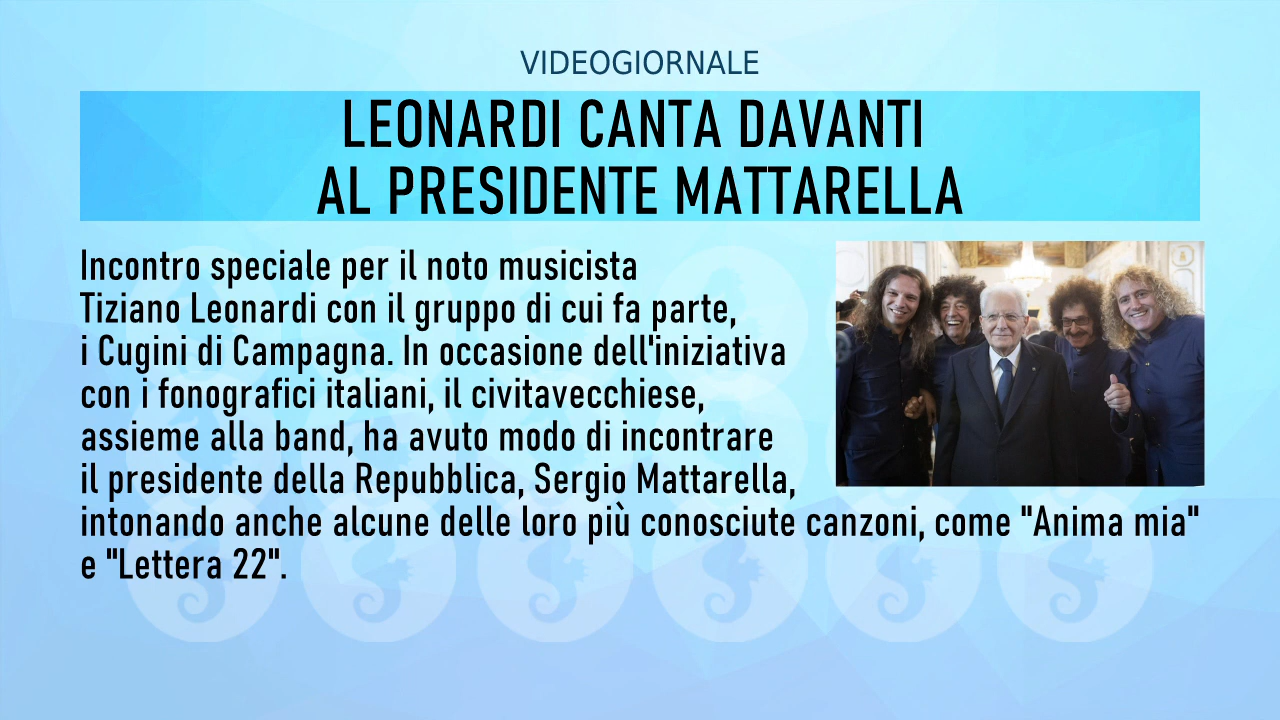 VIDEOGIORNALE
LEONARDI CANTA DAVANTI
AL PRESIDENTE MATTARELLA
Incontro speciale per il noto musicista
Tiziano Leonardi con il gruppo di cui fa parte,
i Cugini di Campagna. In occasione dell'iniziativa
con i fonografici italiani, il civitavecchiese,
assieme alla band, ha avuto modo di incontrare
il presidente della Repubblica, Sergio Mattarella,
intonando anche alcune delle loro più conosciute canzoni, come "Anima mia"
e "Lettera 22".